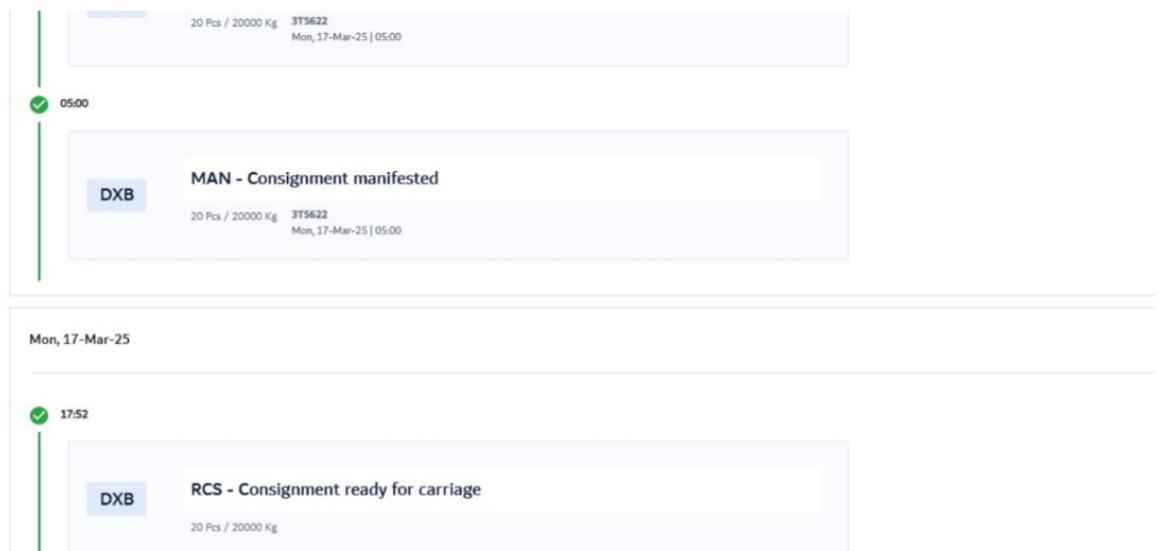 20 Pcs / 20000 Kg 3T5622
Mon, 17-Mar-25 | 05:00
05:00
DXB
MAN - Consignment manifested
20 Pcs / 20000 Kg 3T5622
Mon, 17-Mar-25 | 05:00
Mon, 17-Mar-25
17:52
DXB
RCS - Consignment ready for carriage
20 Pcs / 20000 Kg